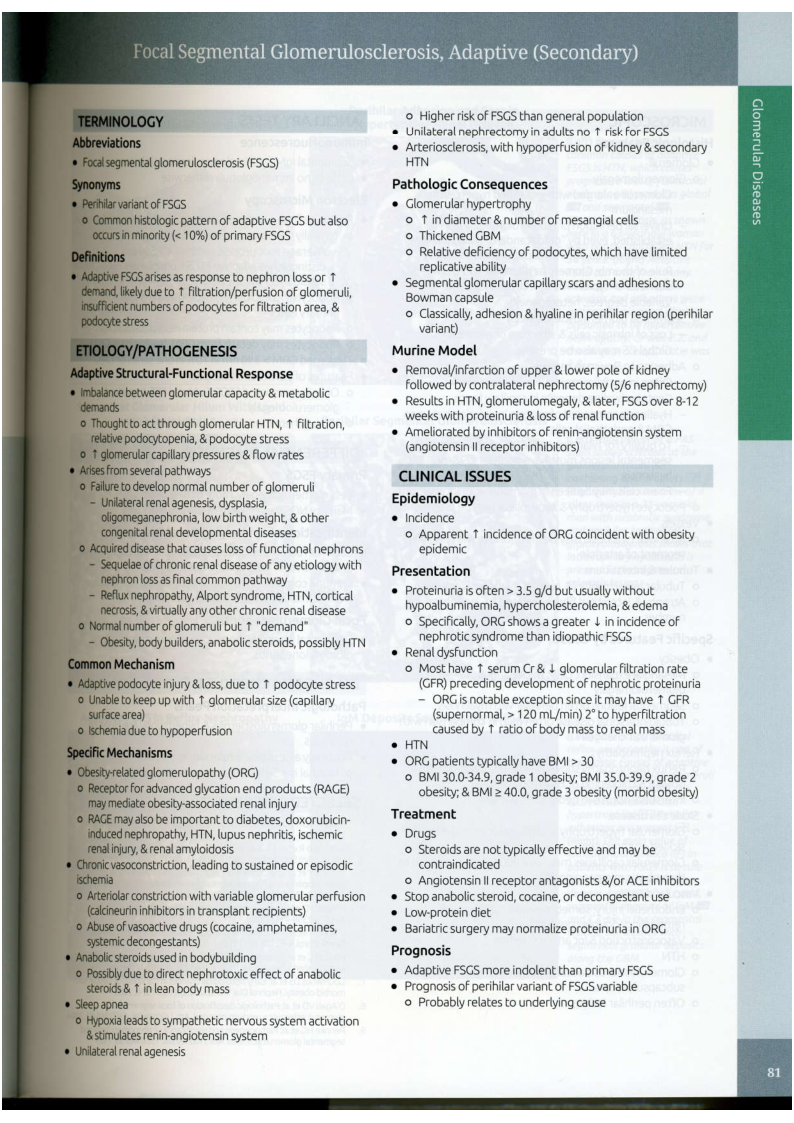 Focal Segmental Glomerulosclerosis, Adaptive (Secondary)
TERMINOLOGY
Abbreviations
• Focal segmental glomerulosclerosis (FSGS)
Synonyms
• Perihilar variant of FSGS
o Common histologic pattern of adaptive FSGS but also
occurs in minority (< 10%) of primary FSGS
Definitions
• Adaptive FSGS arises as response to nephron loss or ↑
demand, likely due to ↑ filtration/perfusion of glomeruli,
insufficient numbers of podocytes for filtration area, &
podocyte stress
ETIOLOGY/PATHOGENESIS
Adaptive Structural-Functional Response
• Imbalance between glomerular capacity & metabolic
demands
o Thought to act through glomerular HTN, ↑ filtration,
relative podocytopenia, & podocyte stress
o ↑ glomerular capillary pressures & flow rates
• Arises from several pathways
o Failure to develop normal number of glomeruli
– Unilateral renal agenesis, dysplasia,
oligomeganephronia, low birth weight, & other
congenital renal developmental diseases
o Acquired disease that causes loss of functional nephrons
– Sequelae of chronic renal disease of any etiology with
nephron loss as final common pathway
– Reflux nephropathy, Alport syndrome, HTN, cortical
necrosis, & virtually any other chronic renal disease
o Normal number of glomeruli but ↑ "demand"
– Obesity, body builders, anabolic steroids, possibly HTN
Common Mechanism
• Adaptive podocyte injury & loss, due to ↑ podocyte stress
o Unable to keep up with ↑ glomerular size (capillary
surface area)
o Ischemia due to hypoperfusion
Specific Mechanisms
• Obesity-related glomerulopathy (ORG)
o Receptor for advanced glycation end products (RAGE)
may mediate obesity-associated renal injury
o RAGE may also be important to diabetes, doxorubicin-
induced nephropathy, HTN, lupus nephritis, ischemic
renal injury, & renal amyloidosis
• Chronic vasoconstriction, leading to sustained or episodic
ischemia
o Arteriolar constriction with variable glomerular perfusion
(calcineurin inhibitors in transplant recipients)
o Abuse of vasoactive drugs (cocaine, amphetamines,
systemic decongestants)
• Anabolic steroids used in bodybuilding
o Possibly due to direct nephrotoxic effect of anabolic
steroids & ↑ in lean body mass
• Sleep apnea
o Hypoxia leads to sympathetic nervous system activation
& stimulates renin-angiotensin system
• Unilateral renal agenesis
o Higher risk of FSGS than general population
• Unilateral nephrectomy in adults no ↑ risk for FSGS
• Arteriosclerosis, with hypoperfusion of kidney & secondary
HTN
Pathologic Consequences
• Glomerular hypertrophy
o ↑ in diameter & number of mesangial cells
o Thickened GBM
o Relative deficiency of podocytes, which have limited
replicative ability
• Segmental glomerular capillary scars and adhesions to
Bowman capsule
o Classically, adhesion & hyaline in perihilar region (perihilar
variant)
Murine Model
• Removal/infarction of upper & lower pole of kidney
followed by contralateral nephrectomy (5/6 nephrectomy)
• Results in HTN, glomerulomegaly, & later, FSGS over 8-12
weeks with proteinuria & loss of renal function
• Ameliorated by inhibitors of renin-angiotensin system
(angiotensin II receptor inhibitors)
CLINICAL ISSUES
Epidemiology
• Incidence
o Apparent ↑ incidence of ORG coincident with obesity
epidemic
Presentation
• Proteinuria is often > 3.5 g/d but usually without
hypoalbuminemia, hypercholesterolemia, & edema
o Specifically, ORG shows a greater ↓ in incidence of
nephrotic syndrome than idiopathic FSGS
• Renal dysfunction
o Most have ↑ serum Cr & ↓ glomerular filtration rate
(GFR) preceding development of nephrotic proteinuria
– ORG is notable exception since it may have ↑ GFR
(supernormal, > 120 mL/min) 2° to hyperfiltration
caused by ↑ ratio of body mass to renal mass
• HTN
• ORG patients typically have BMI > 30
o BMI 30.0-34.9, grade 1 obesity; BMI 35.0-39.9, grade 2
obesity; & BMI ≥ 40.0, grade 3 obesity (morbid obesity)
Treatment
• Drugs
o Steroids are not typically effective and may be
contraindicated
o Angiotensin II receptor antagonists &/or ACE inhibitors
• Stop anabolic steroid, cocaine, or decongestant use
• Low-protein diet
• Bariatric surgery may normalize proteinuria in ORG
Prognosis
• Adaptive FSGS more indolent than primary FSGS
• Prognosis of perihilar variant of FSGS variable
o Probably relates to underlying cause
Glomerular Diseases
81